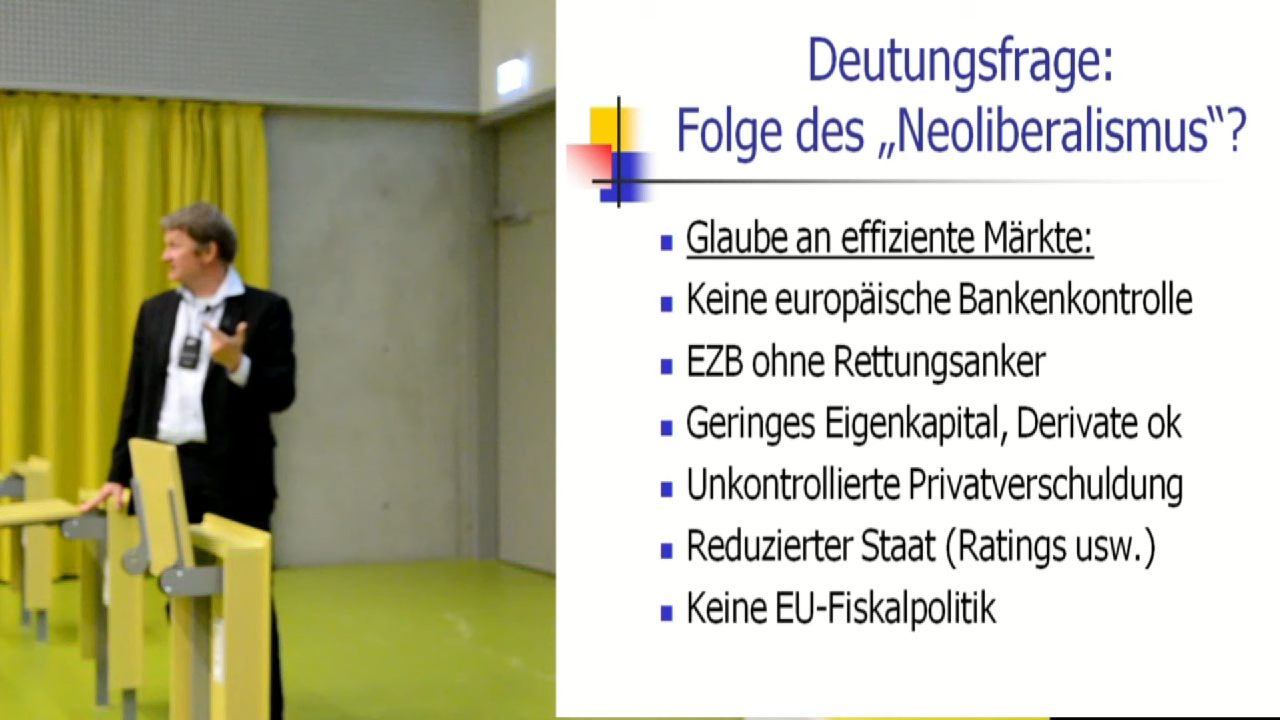 Deutungsfrage:
Folge des „Neoliberalismus“?
Glaube an effiziente Märkte:
Keine europäische Bankenkontrolle
EZB ohne Rettungsanker
Geringes Eigenkapital, Derivate ok
Unkontrollierte Privatverschuldung
Reduzierter Staat (Ratings usw.)
Keine EU-Fiskalpolitik